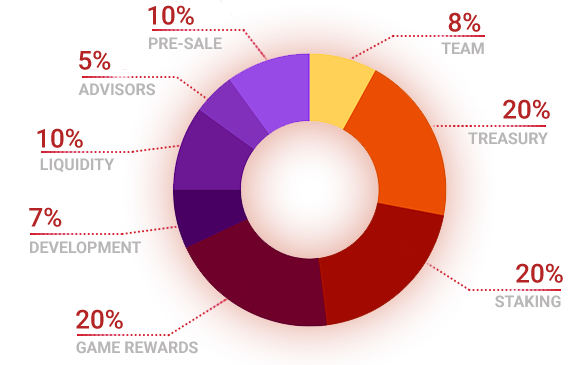 10%
PRE-SALE
8%
TEAM
5%
ADVISORS
20%
TREASURY
10%
LIQUIDITY
7%
DEVELOPMENT
20%
STAKING
20%
GAME REWARDS